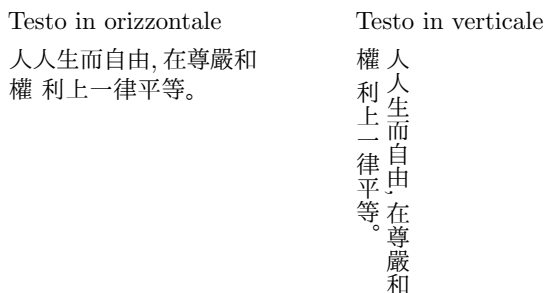 Testo in orizzontale
人人生而自由, 在尊嚴和
權 利上一律平等。
Testo in verticale
人人生而自由, 在尊嚴和
權 利上一律平等。